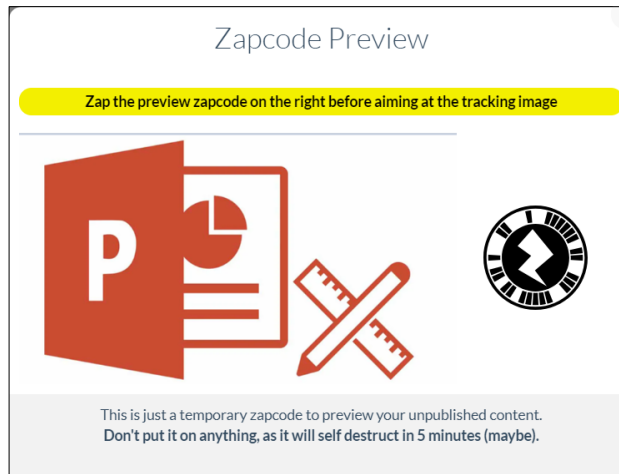 Zapcode Preview
Zap the preview zapcode on the right before aiming at the tracking image
P
This is just a temporary zapcode to preview your unpublished content.
Don't put it on anything, as it will self destruct in 5 minutes (maybe).